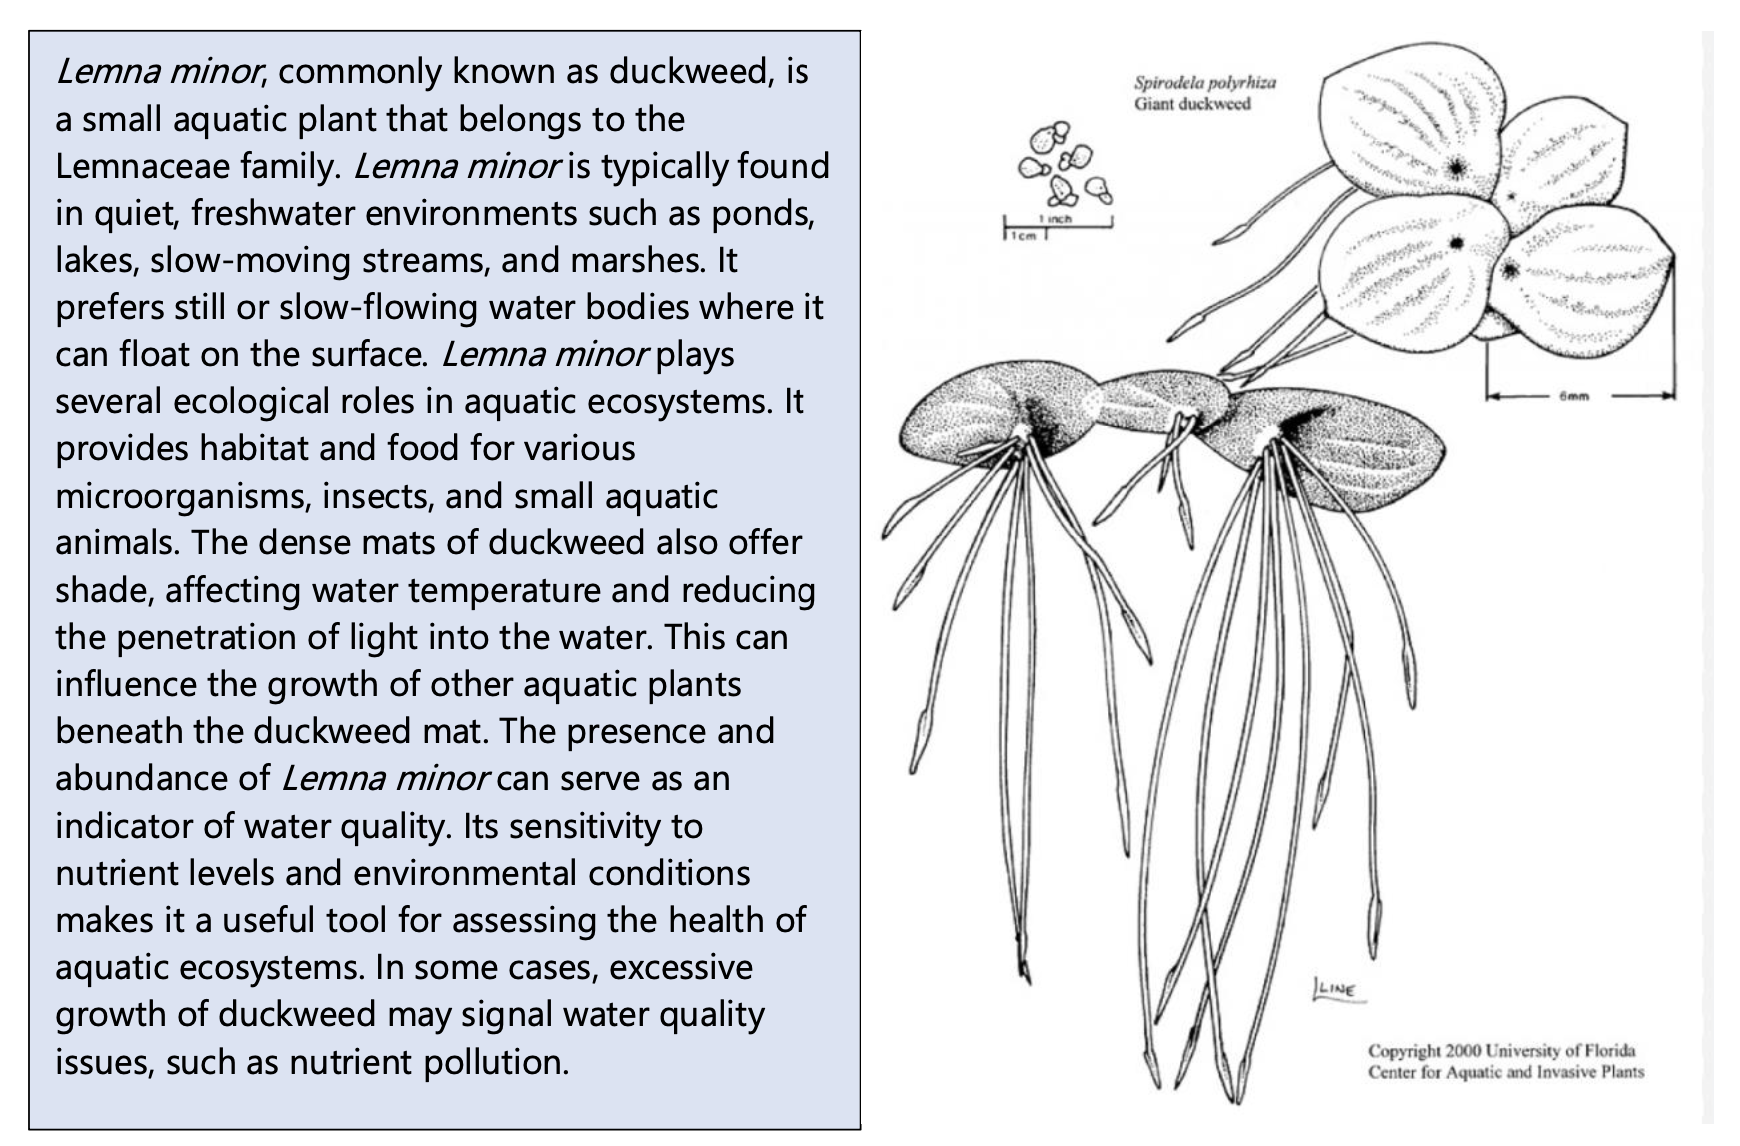 Lemna minor, commonly known as duckweed, is
a small aquatic plant that belongs to the
Lemnaceae family. Lemna minor is typically found
in quiet, freshwater environments such as ponds,
lakes, slow-moving streams, and marshes. It
prefers still or slow-flowing water bodies where it
can float on the surface. Lemna minor plays
several ecological roles in aquatic ecosystems. It
provides habitat and food for various
microorganisms, insects, and small aquatic
animals. The dense mats of duckweed also offer
shade, affecting water temperature and reducing
the penetration of light into the water. This can
influence the growth of other aquatic plants
beneath the duckweed mat. The presence and
abundance of Lemna minor can serve as an
indicator of water quality. Its sensitivity to
nutrient levels and environmental conditions
makes it a useful tool for assessing the health of
aquatic ecosystems. In some cases, excessive
growth of duckweed may signal water quality
issues, such as nutrient pollution.
Spirodela polyrhiza
Giant duckweed
1 inch
1cm
6mm
LLINE
Copyright 2000 University of Florida
Center for Aquatic and Invasive Plants